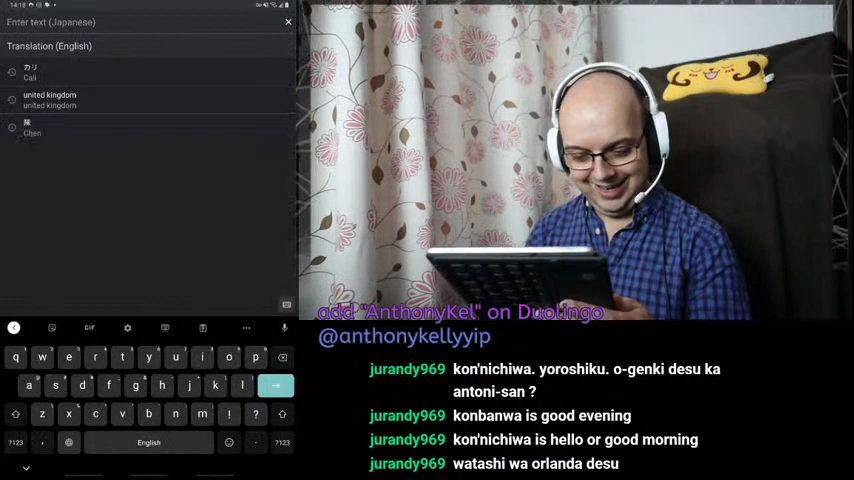 14:18
Enter text (Japanese)
Translation (English)
カリ
Cali
united kingdom
united kingdom
陳
Chen
GIF
q w e r t y u i o p
a s d f g h j k l
z x c v b n m ! ?
?123 , English . ?123
add "AnthonyKel" on Duolingo
@anthonykellyyip
jurandy969 kon'nichiwa. yoroshiku. o-genki desu ka
antoni-san ?
jurandy969 konbanwa is good evening
jurandy969 kon'nichiwa is hello or good morning
jurandy969 watashi wa orlanda desu